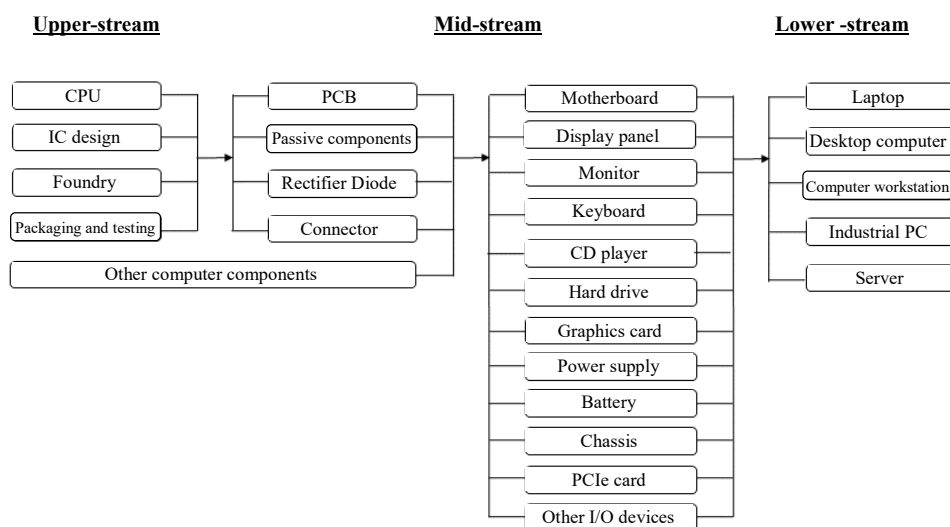 Upper-stream
Mid-stream
Lower -stream
CPU
IC design
Foundry
Packaging and testing
Other computer components
PCB
Passive components
Rectifier Diode
Connector
Motherboard
Display panel
Monitor
Keyboard
CD player
Hard drive
Graphics card
Power supply
Battery
Chassis
PCIe card
Other I/O devices
Laptop
Desktop computer
Computer workstation
Industrial PC
Server